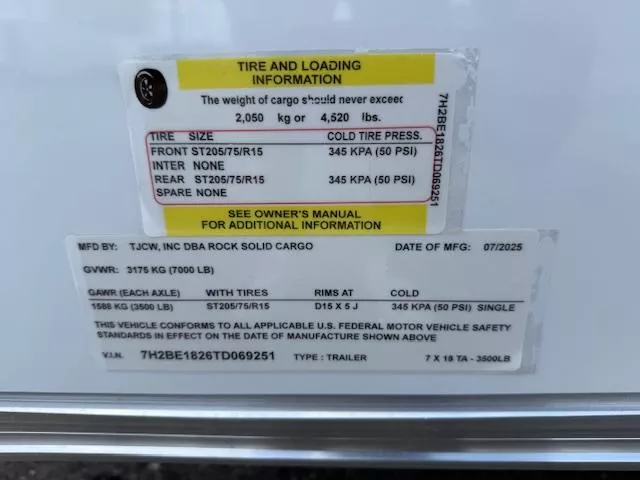 TIRE AND LOADING
INFORMATION
The weight of cargo should never exceed
2,050 kg or 4,520 lbs.
TIRE SIZE COLD TIRE PRESS.
FRONT ST205/75/R15 345 KPA (50 PSI)
INTER NONE
REAR ST205/75/R15 345 KPA (50 PSI)
SPARE NONE
SEE OWNER'S MANUAL
FOR ADDITIONAL INFORMATION
7H2BE1826TD069251
MFD BY: TJCW, INC DBA ROCK SOLID CARGO DATE OF MFG: 07/2025
GVWR: 3175 KG (7000 LB)
GAWR (EACH AXLE) WITH TIRES RIMS AT COLD
1588 KG (3500 LB) ST205/75/R15 D15 X 5 J 345 KPA (50 PSI) SINGLE
THIS VEHICLE CONFORMS TO ALL APPLICABLE U.S. FEDERAL MOTOR VEHICLE SAFETY
STANDARDS IN EFFECT ON THE DATE OF MANUFACTURE SHOWN ABOVE
V.I.N. 7H2BE1826TD069251 TYPE : TRAILER 7 X 18 TA - 3500LB